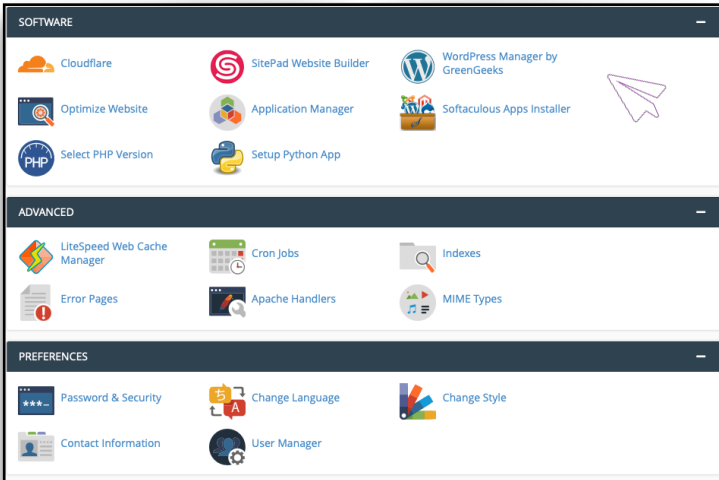 SOFTWARE
Cloudflare
SitePad Website Builder
WordPress Manager by
GreenGeeks
Optimize Website
Application Manager
Softaculous Apps Installer
PHP
Select PHP Version
Setup Python App
ADVANCED
LiteSpeed Web Cache
Manager
Cron Jobs
Indexes
Error Pages
Apache Handlers
MIME Types
PREFERENCES
***_
Password & Security
ち
A
Change Language
Change Style
Contact Information
User Manager